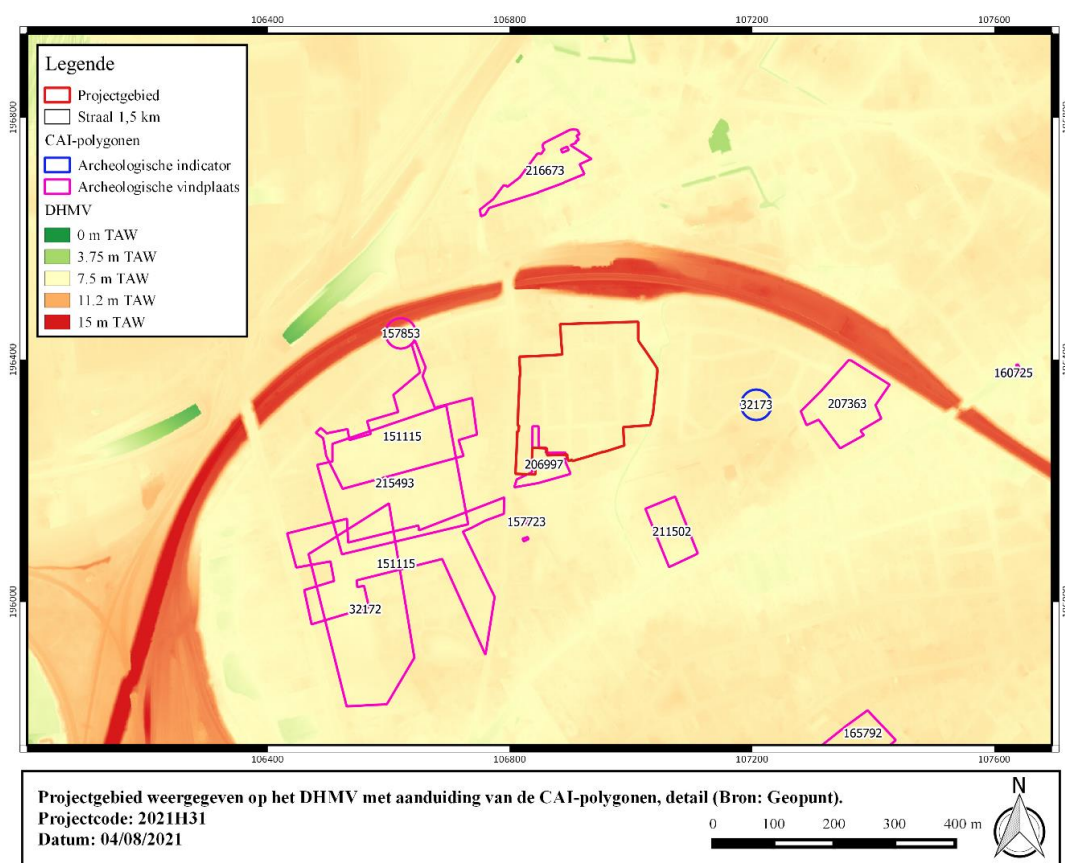 106400 106800 107200 107600
Legende
Projectgebied
Straal 1,5 km
CAI-polygonen
Archeologische indicator
Archeologische vindplaats
DHMV
0 m TAW
3.75 m TAW
7.5 m TAW
11.2 m TAW
15 m TAW
196800
196800
216673
157853
196400
196400
160725
32173
207363
151115
206997
215493
157723
211502
151115
196000
196000
32172
165792
106400 106800 107200 107600
Projectgebied weergegeven op het DHMV met aanduiding van de CAI-polygonen, detail (Bron: Geopunt).
Projectcode: 2021H31
Datum: 04/08/2021
0 100 200 300 400 m
N